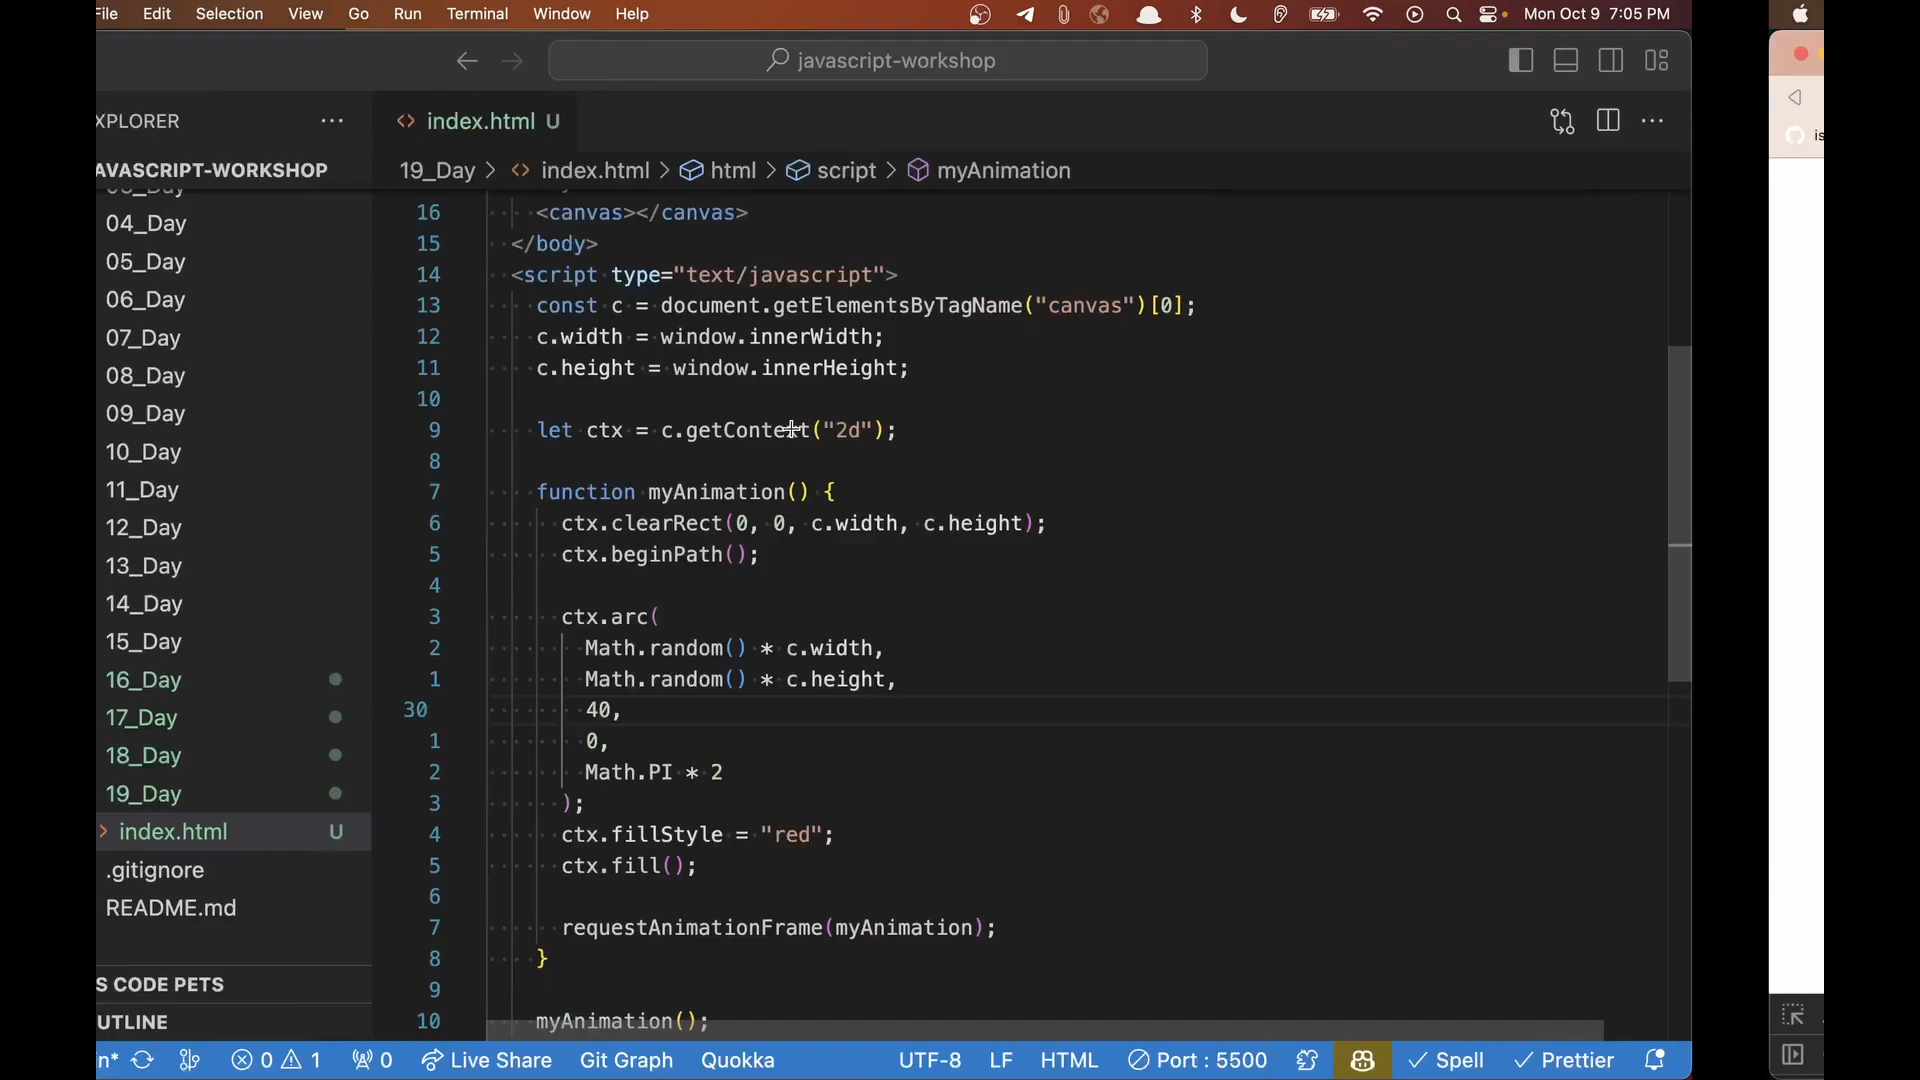 File Edit Selection View Go Run Terminal Window Help Mon Oct 9 7:05 PM
javascript-workshop
XPLORER ··· index.html U ···
is
AVASCRIPT-WORKSHOP 19_Day > index.html > html > script > myAnimation
04_Day
05_Day
06_Day
07_Day
08_Day
09_Day
10_Day
11_Day
12_Day
13_Day
14_Day
15_Day
16_Day
17_Day
18_Day
19_Day
index.html U
.gitignore
README.md
S CODE PETS
UTLINE
16 <canvas></canvas>
15 </body>
14 <script type="text/javascript">
13 const c = document.getElementsByTagName("canvas")[0];
12 c.width = window.innerWidth;
11 c.height = window.innerHeight;
10
9 let ctx = c.getContext("2d");
8
7 function myAnimation() {
6 ctx.clearRect(0, 0, c.width, c.height);
5 ctx.beginPath();
4
3 ctx.arc(
2 Math.random() * c.width,
1 Math.random() * c.height,
30 40,
1 0,
2 Math.PI * 2
3 );
4 ctx.fillStyle = "red";
5 ctx.fill();
6
7 requestAnimationFrame(myAnimation);
8 }
9
10 myAnimation();
in* 0 1 0 Live Share Git Graph Quokka UTF-8 LF HTML Port : 5500 Spell Prettier